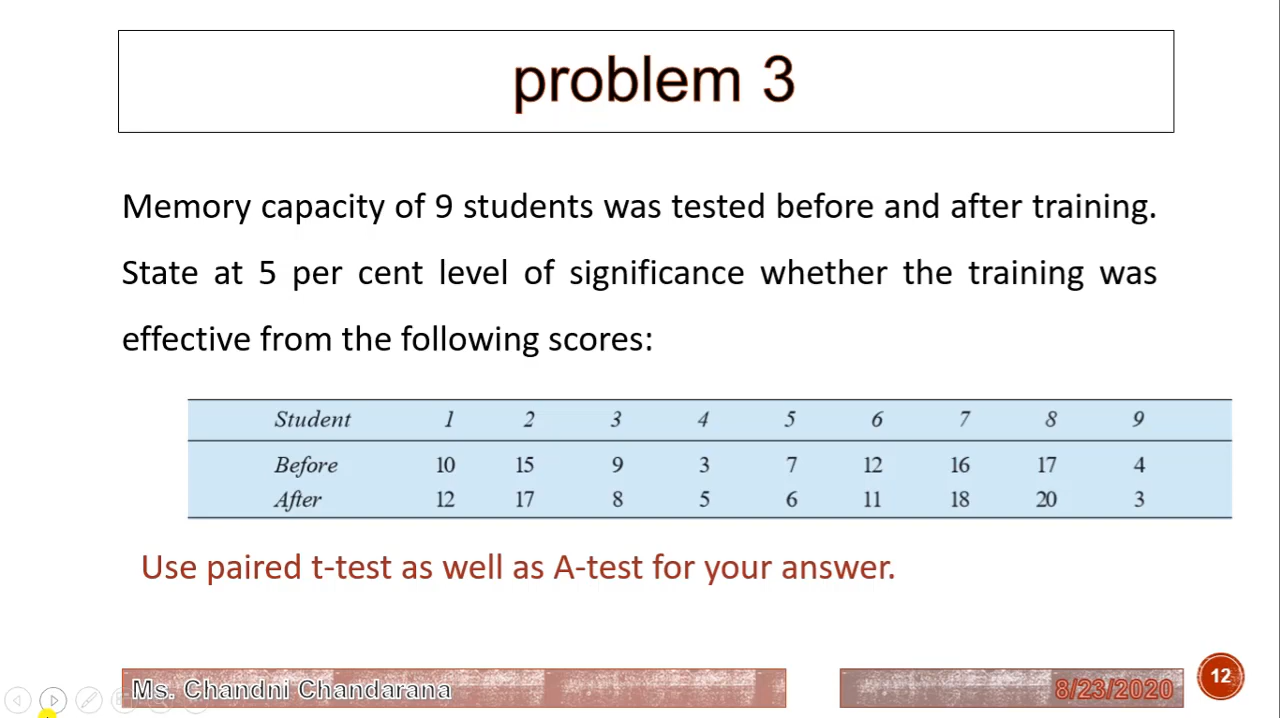 problem 3
Memory capacity of 9 students was tested before and after training.
State at 5 per cent level of significance whether the training was
effective from the following scores:
Student 1 2 3 4 5 6 7 8 9
Before 10 15 9 3 7 12 16 17 4
After 12 17 8 5 6 11 18 20 3
Use paired t-test as well as A-test for your answer.
Ms. Chandni Chandarana 8/23/2020 12